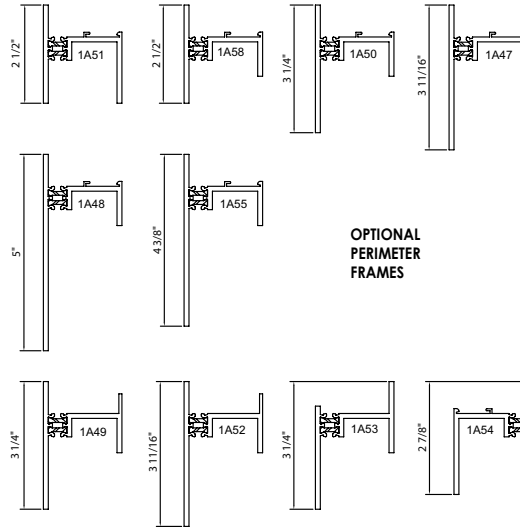 2 1/2"
1A51
2 1/2"
1A58
3 1/4"
1A50
3 11/16"
1A47
5"
1A48
4 3/8"
1A55
OPTIONAL
PERIMETER
FRAMES
3 1/4"
1A49
3 11/16"
1A52
3 1/4"
1A53
2 7/8"
1A54